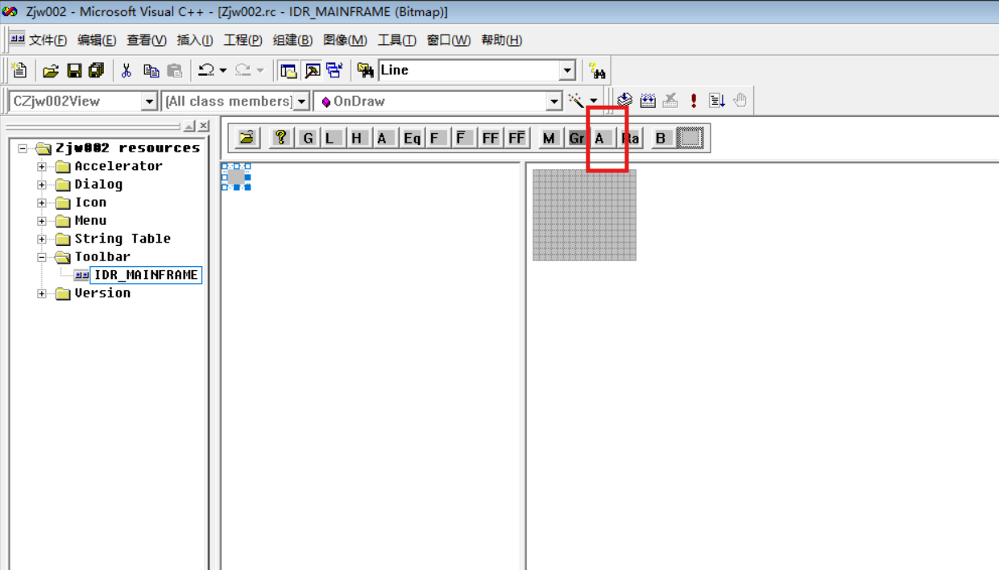 Zjw002 - Microsoft Visual C++ - [Zjw002.rc - IDR_MAINFRAME (Bitmap)]
文件(F) 编辑(E) 查看(V) 插入(I) 工程(P) 组建(B) 图像(M) 工具(T) 窗口(W) 帮助(H)
Line
CZjw002View [All class members] OnDraw
G L H A Eq F F̅ FF FF̅ M Gr A Ra B
Zjw002 resources
Accelerator
Dialog
Icon
Menu
String Table
Toolbar
IDR_MAINFRAME
Version